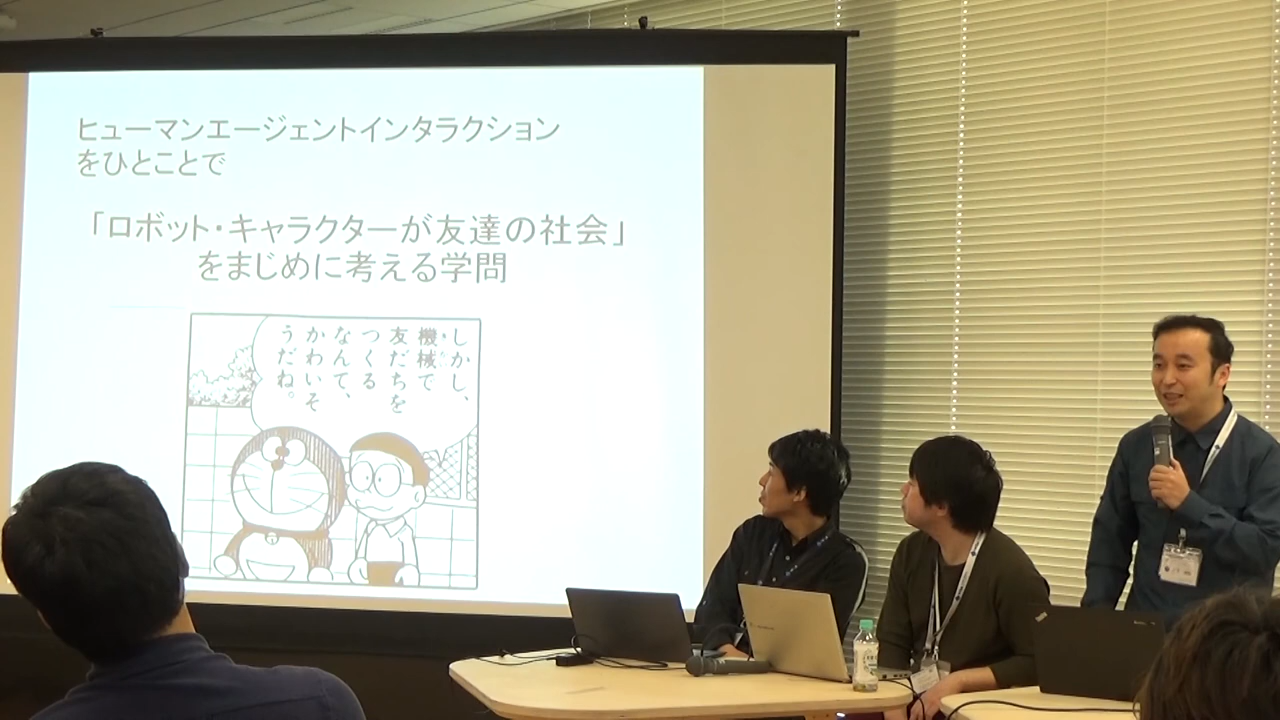 ヒューマンエージェントインタラクション
をひとことで
「ロボット・キャラクターが友達の社会」
をまじめに考える学問
しかし、
機械で
友だちを
つくる
なんて、
かわいそ
うだね。